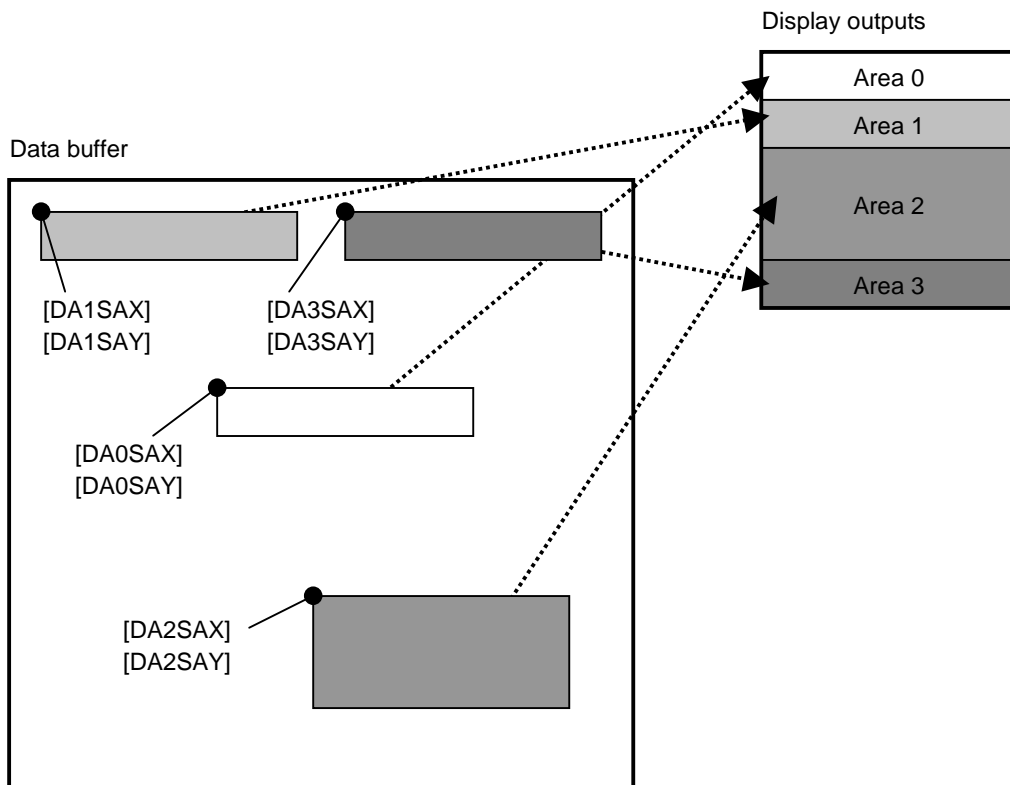 Display outputs
Area 0
Area 1
Area 2
Area 3
Data buffer
[DA1SAX]
[DA1SAY]
[DA3SAX]
[DA3SAY]
[DA0SAX]
[DA0SAY]
[DA2SAX]
[DA2SAY]